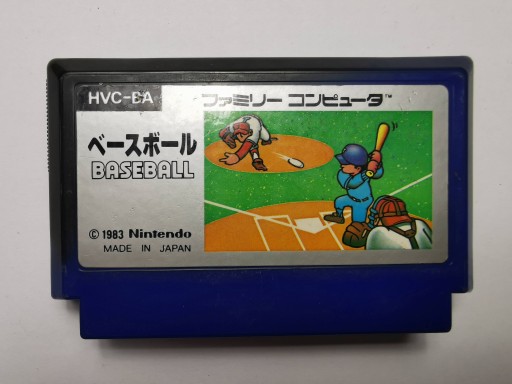 HVC-BA
ファミリー コンピュータ™
ベースボール
BASEBALL
© 1983 Nintendo
MADE IN JAPAN